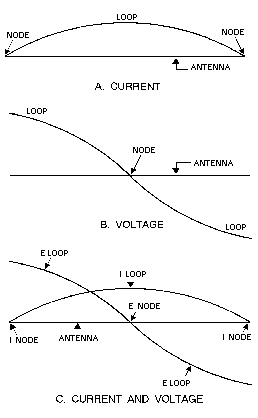 LOOP
NODE
NODE
ANTENNA
A. CURRENT
LOOP
NODE
ANTENNA
LOOP
B. VOLTAGE
E LOOP
I LOOP
E NODE
I NODE
ANTENNA
I NODE
E LOOP
C. CURRENT AND VOLTAGE